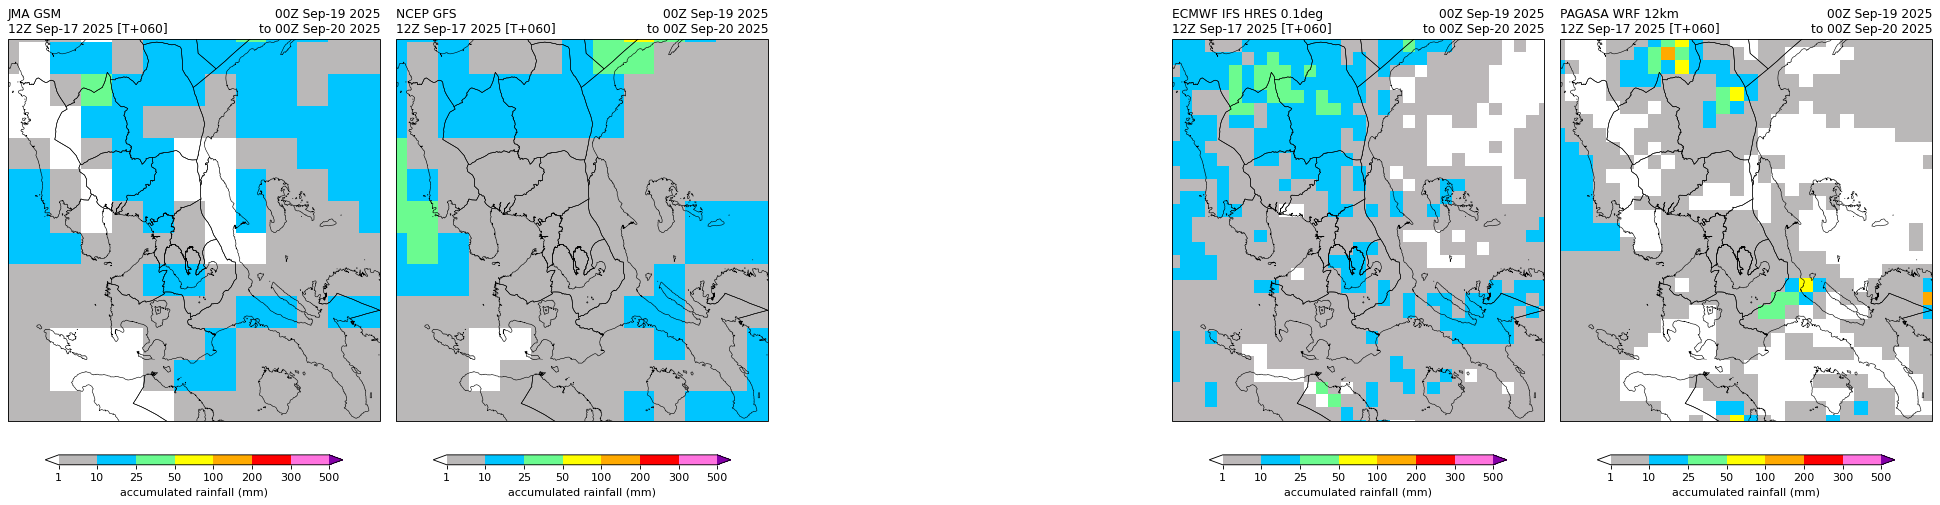 JMA GSM 00Z Sep-19 2025
12Z Sep-17 2025 [T+060] to 00Z Sep-20 2025
1 10 25 50 100 200 300 500
accumulated rainfall (mm)
NCEP GFS 00Z Sep-19 2025
12Z Sep-17 2025 [T+060] to 00Z Sep-20 2025
1 10 25 50 100 200 300 500
accumulated rainfall (mm)
ECMWF IFS HRES 0.1deg 00Z Sep-19 2025
12Z Sep-17 2025 [T+060] to 00Z Sep-20 2025
1 10 25 50 100 200 300 500
accumulated rainfall (mm)
PAGASA WRF 12km 00Z Sep-19 2025
12Z Sep-17 2025 [T+060] to 00Z Sep-20 2025
1 10 25 50 100 200 300 500
accumulated rainfall (mm)